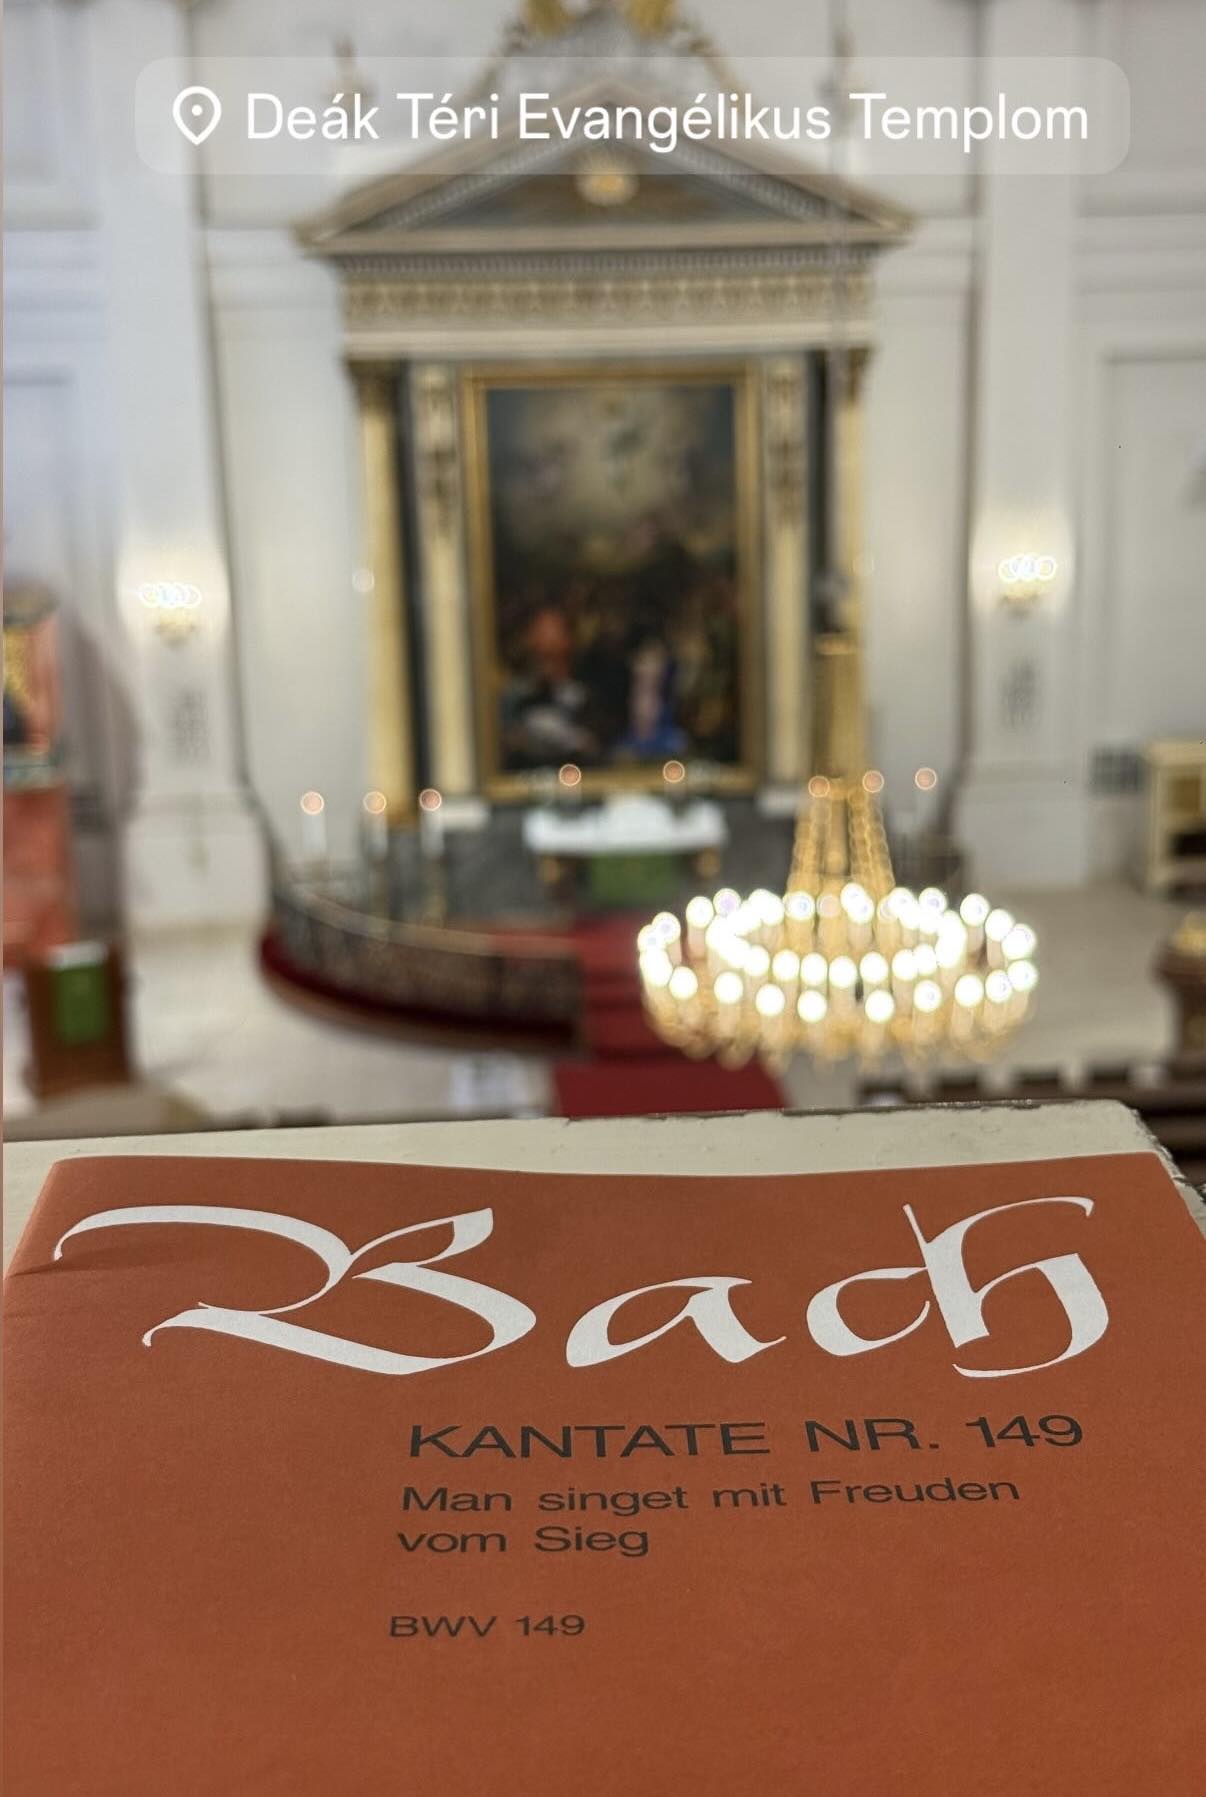 Deák Téri Evangélikus Templom
Bach
KANTATE NR. 149
Man singet mit Freuden
vom Sieg
BWV 149